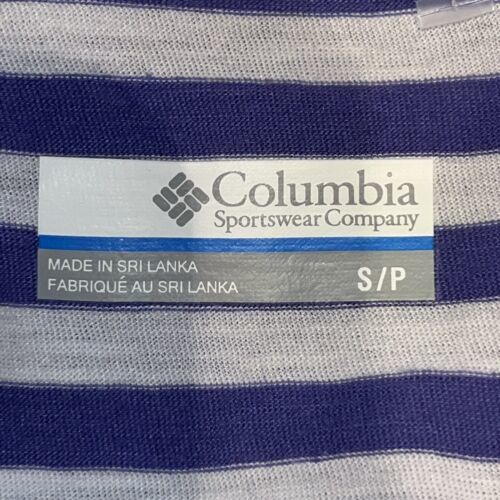 Columbia
Sportswear Company
MADE IN SRI LANKA
FABRIQUÉ AU SRI LANKA
S/P